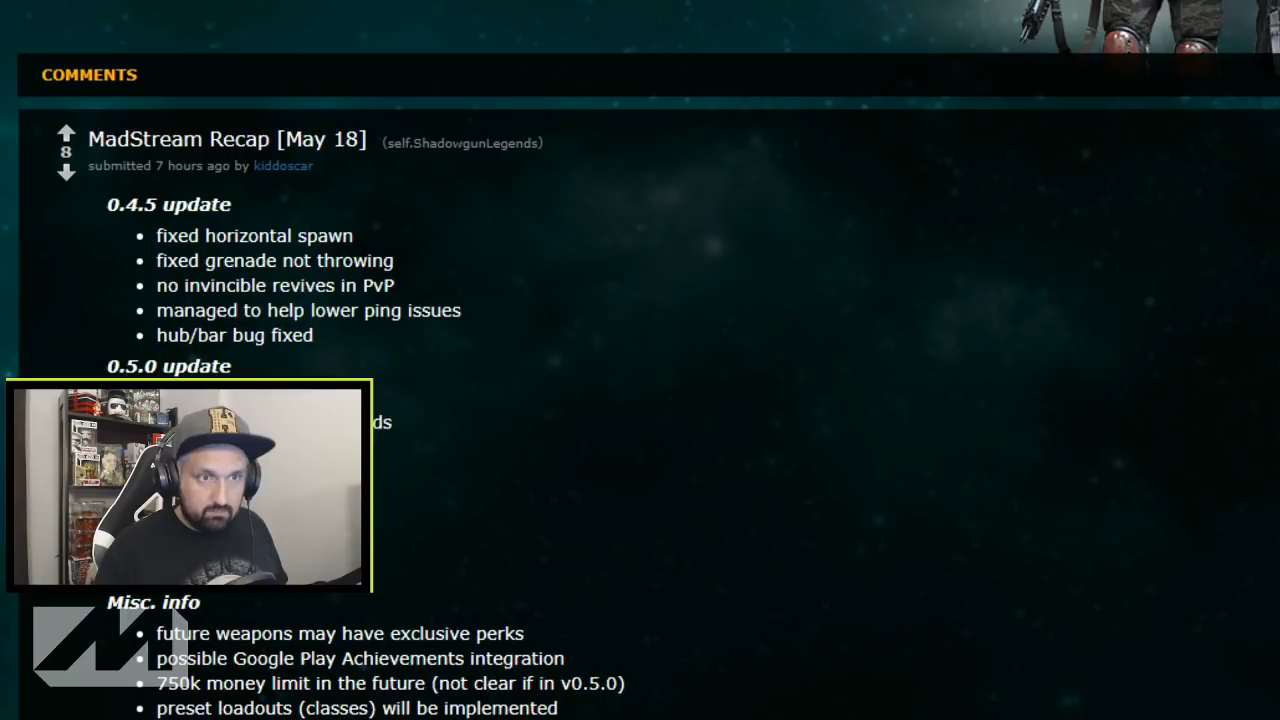 COMMENTS
MadStream Recap [May 18] (self.ShadowgunLegends)
8
submitted 7 hours ago by kiddoscar
0.4.5 update
• fixed horizontal spawn
• fixed grenade not throwing
• no invincible revives in PvP
• managed to help lower ping issues
• hub/bar bug fixed
0.5.0 update
ds
Misc. info
• future weapons may have exclusive perks
• possible Google Play Achievements integration
• 750k money limit in the future (not clear if in v0.5.0)
• preset loadouts (classes) will be implemented